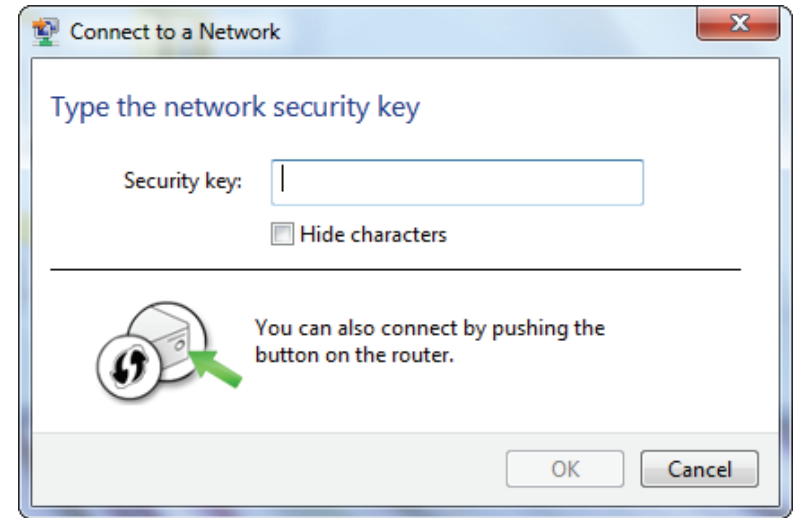 Connect to a Network
X
Type the network security key
Security key:
Hide characters
You can also connect by pushing the
button on the router.
OK
Cancel